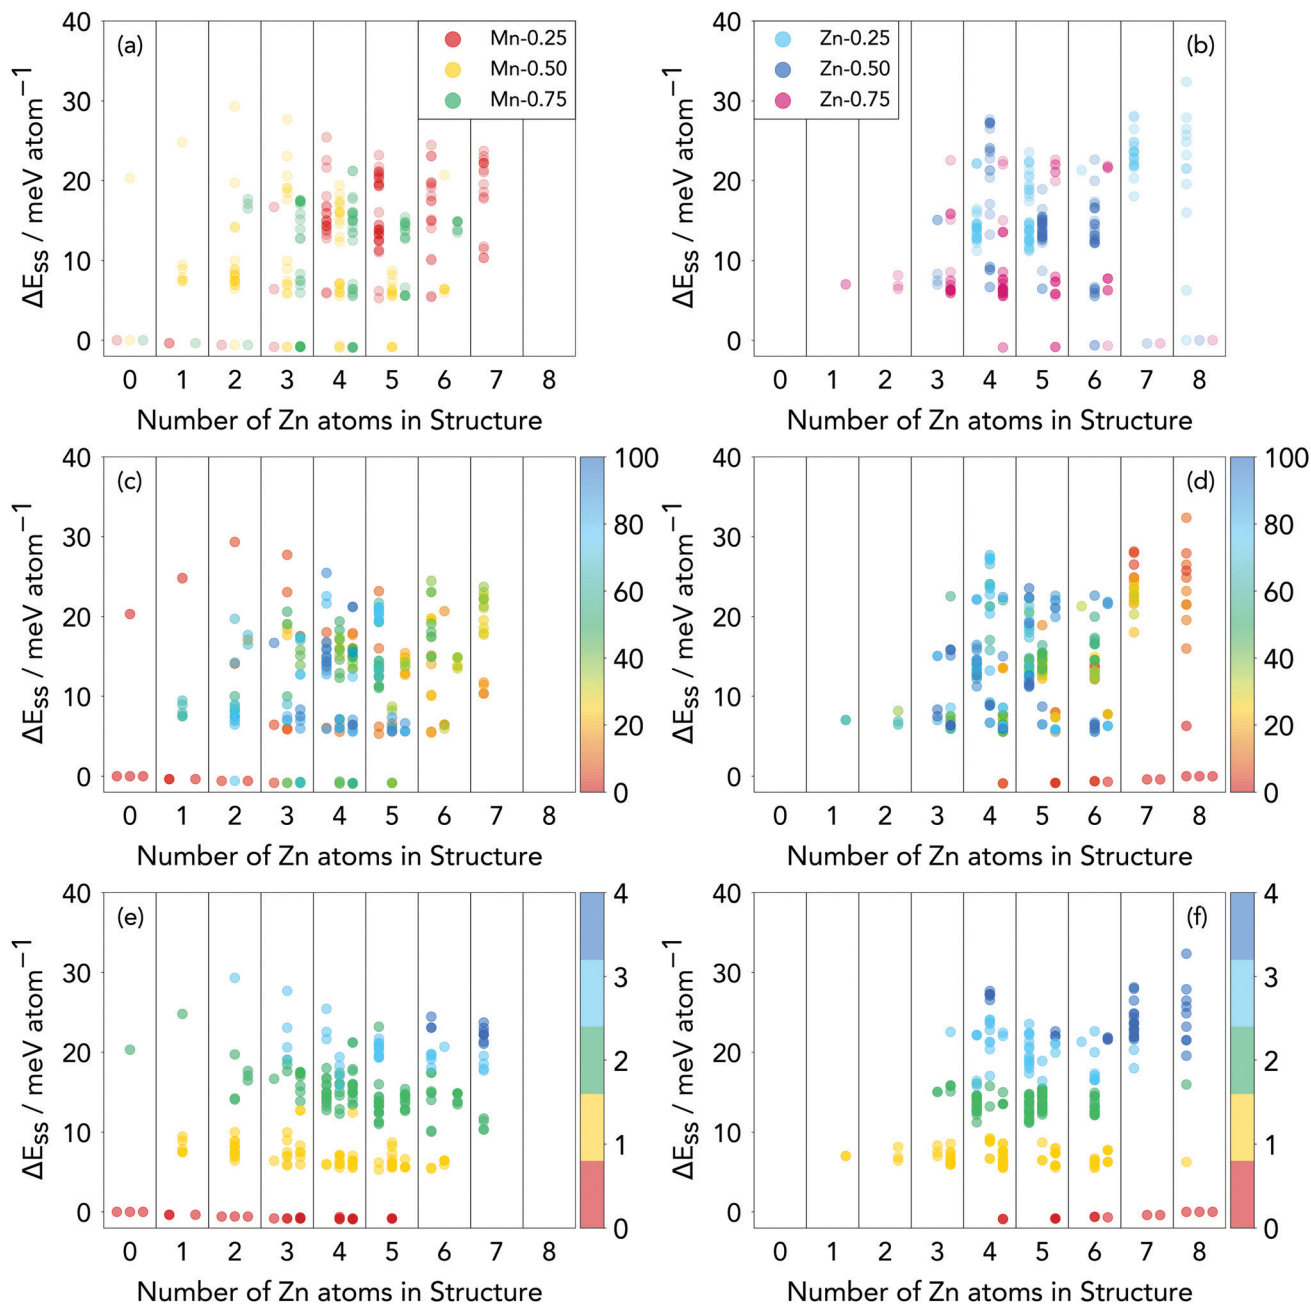 40
(a)
Mn-0.25
Mn-0.50
Mn-0.75
30
20
10
0
ΔE_ss / meV atom⁻¹
0 1 2 3 4 5 6 7 8
Number of Zn atoms in Structure
40
Zn-0.25
Zn-0.50
Zn-0.75
(b)
30
20
10
0
ΔE_ss / meV atom⁻¹
0 1 2 3 4 5 6 7 8
Number of Zn atoms in Structure
40
(c)
30
20
10
0
ΔE_ss / meV atom⁻¹
0 1 2 3 4 5 6 7 8
Number of Zn atoms in Structure
100
80
60
40
20
0
40
(d)
30
20
10
0
ΔE_ss / meV atom⁻¹
0 1 2 3 4 5 6 7 8
Number of Zn atoms in Structure
100
80
60
40
20
0
40
(e)
30
20
10
0
ΔE_ss / meV atom⁻¹
0 1 2 3 4 5 6 7 8
Number of Zn atoms in Structure
4
3
2
1
0
40
(f)
30
20
10
0
ΔE_ss / meV atom⁻¹
0 1 2 3 4 5 6 7 8
Number of Zn atoms in Structure
4
3
2
1
0